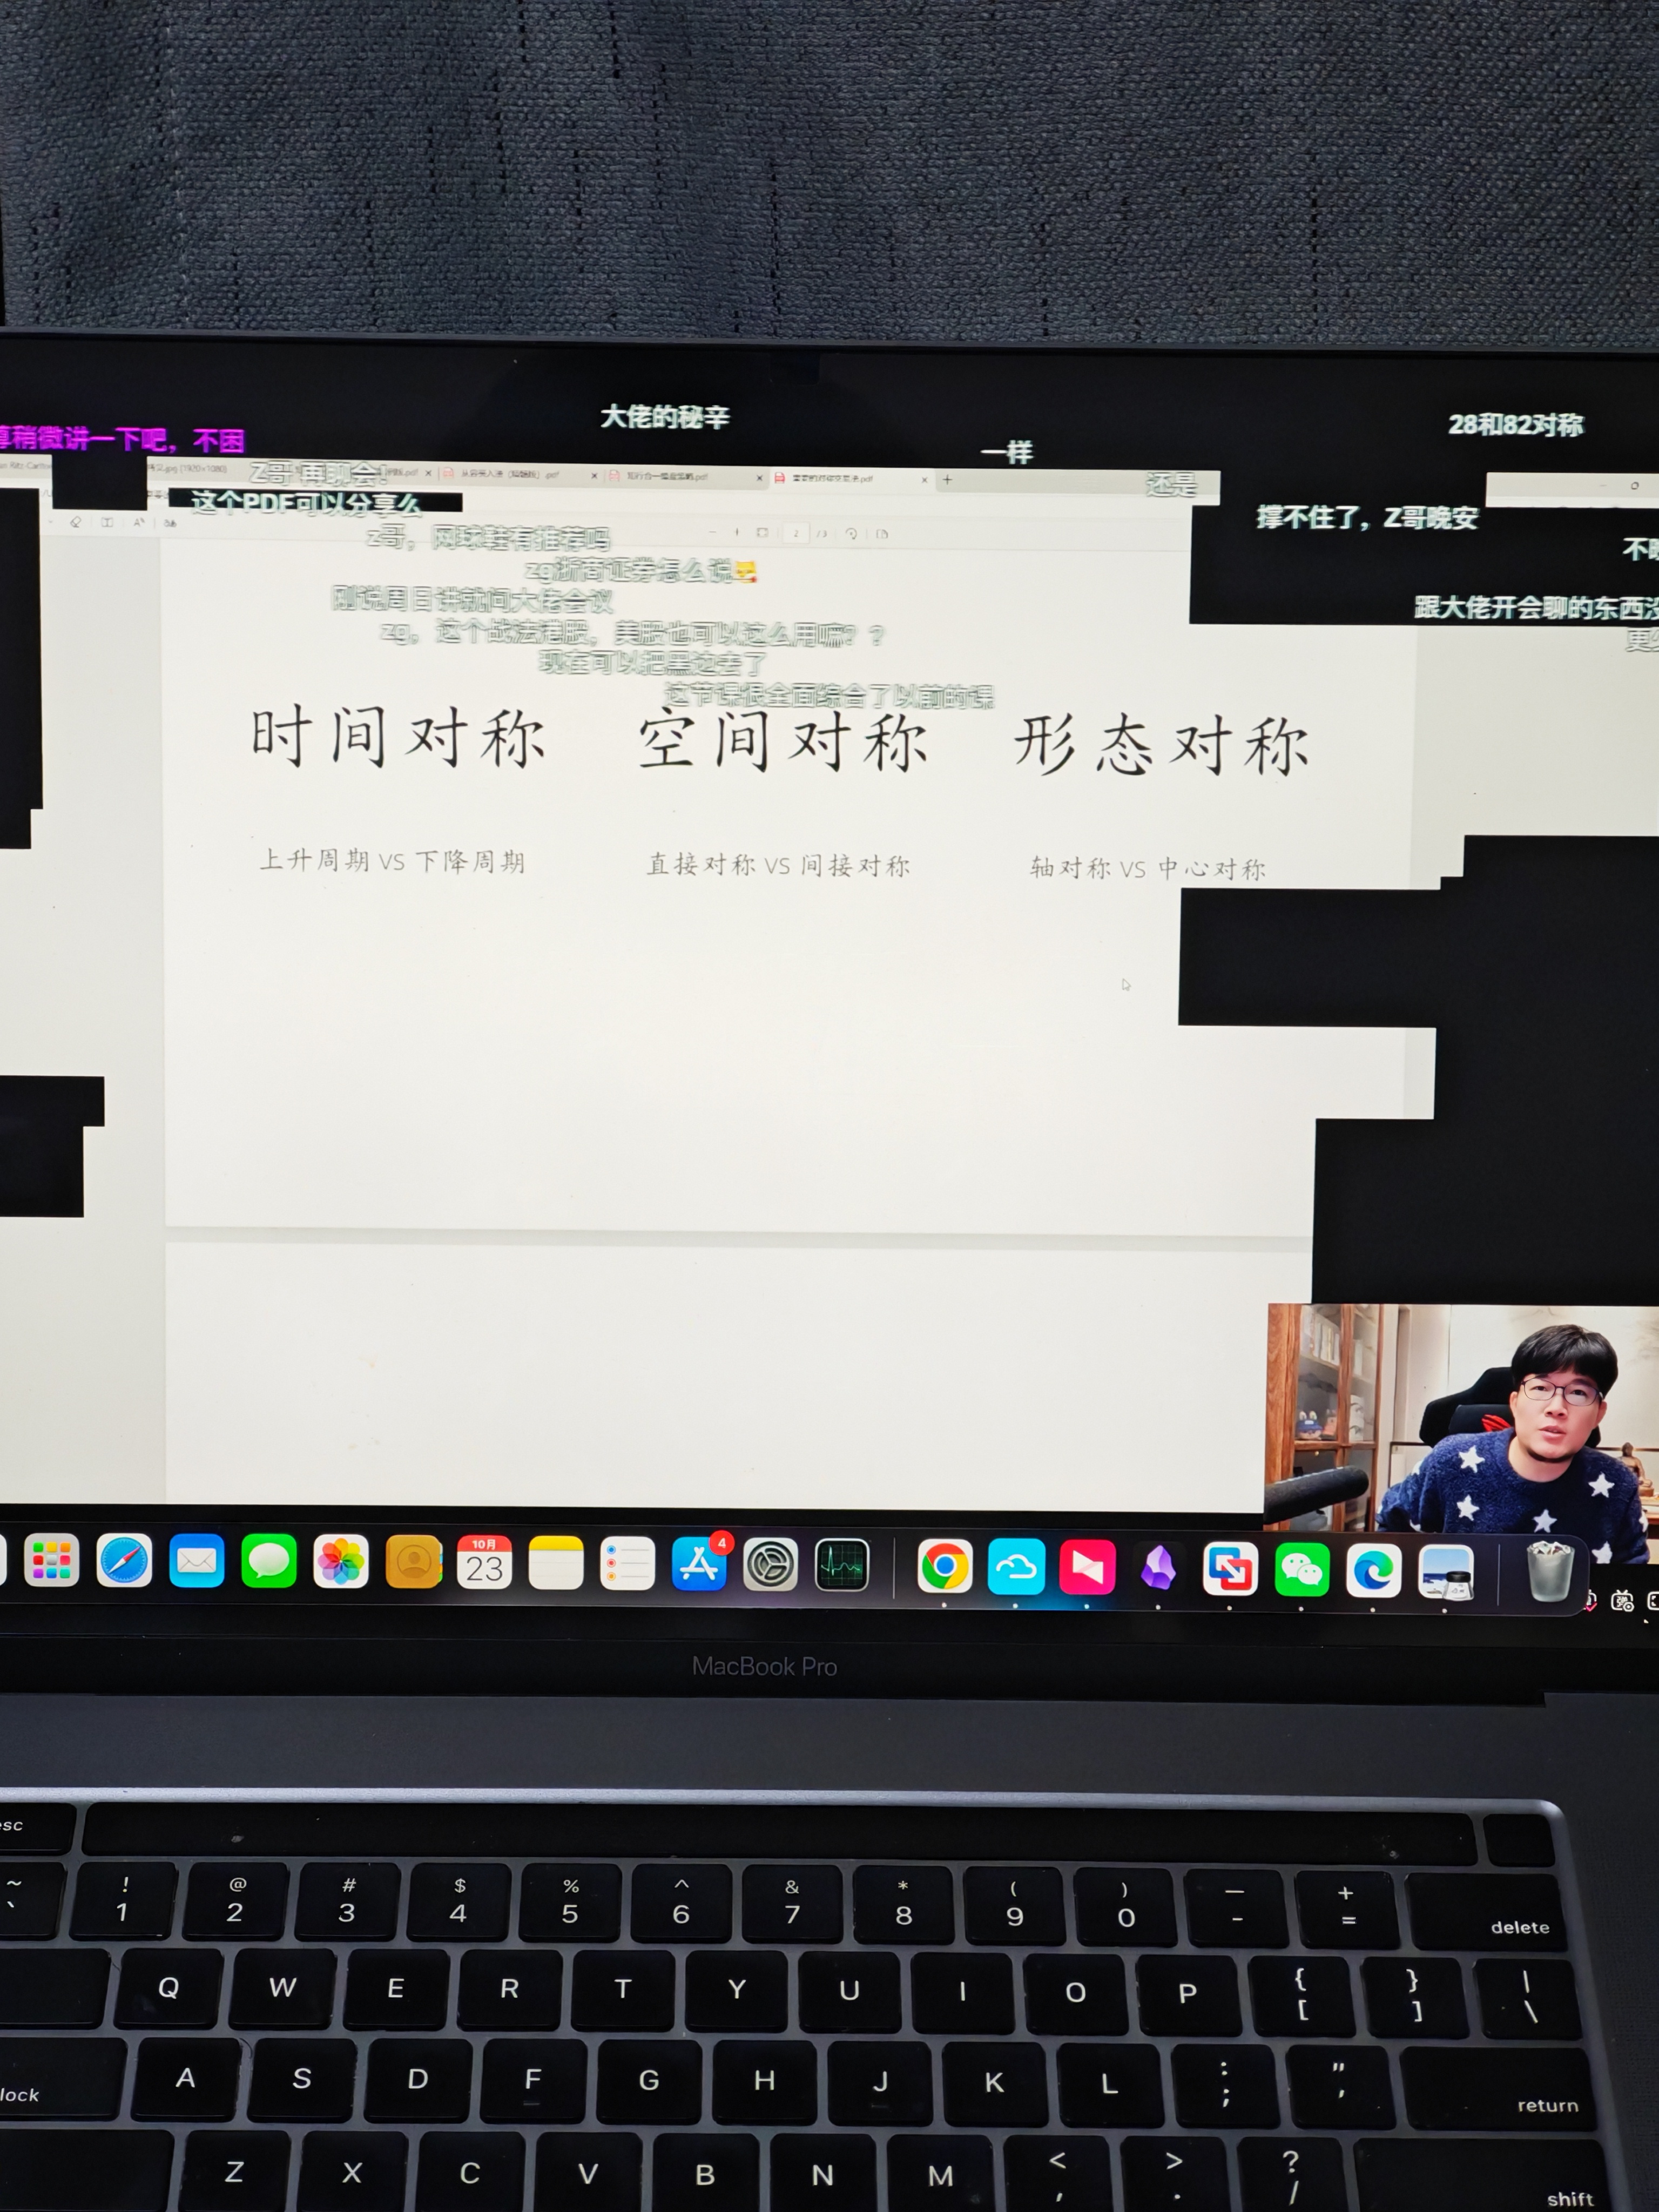 大佬的秘辛
28和82对称
稍微讲一下吧，不困
一样
Z哥 再聊会！
.pdf
还是
这个PDF可以分享么
撑不住了，Z哥晚安
2 /3
z哥，网球鞋有推荐吗
zg浙商证券怎么说
刚说周日讲就问大佬会议
跟大佬开会聊的东西
zg，这个战法港股，美股也可以这么用嘛？？
现在可以把黑边去了
这节课很全面综合了以前的课
时间对称 空间对称 形态对称
上升周期 VS 下降周期 直接对称 VS 间接对称 轴对称 VS 中心对称
10月
23
4
MacBook Pro
esc
~ ! @ # $ % ^ & * ( ) — +
` 1 2 3 4 5 6 7 8 9 0 - = delete
Q W E R T Y U I O P { } |
[ ] \
lock A S D F G H J K L : "
; ' return
Z X C V B N M < > ?
, . / shift